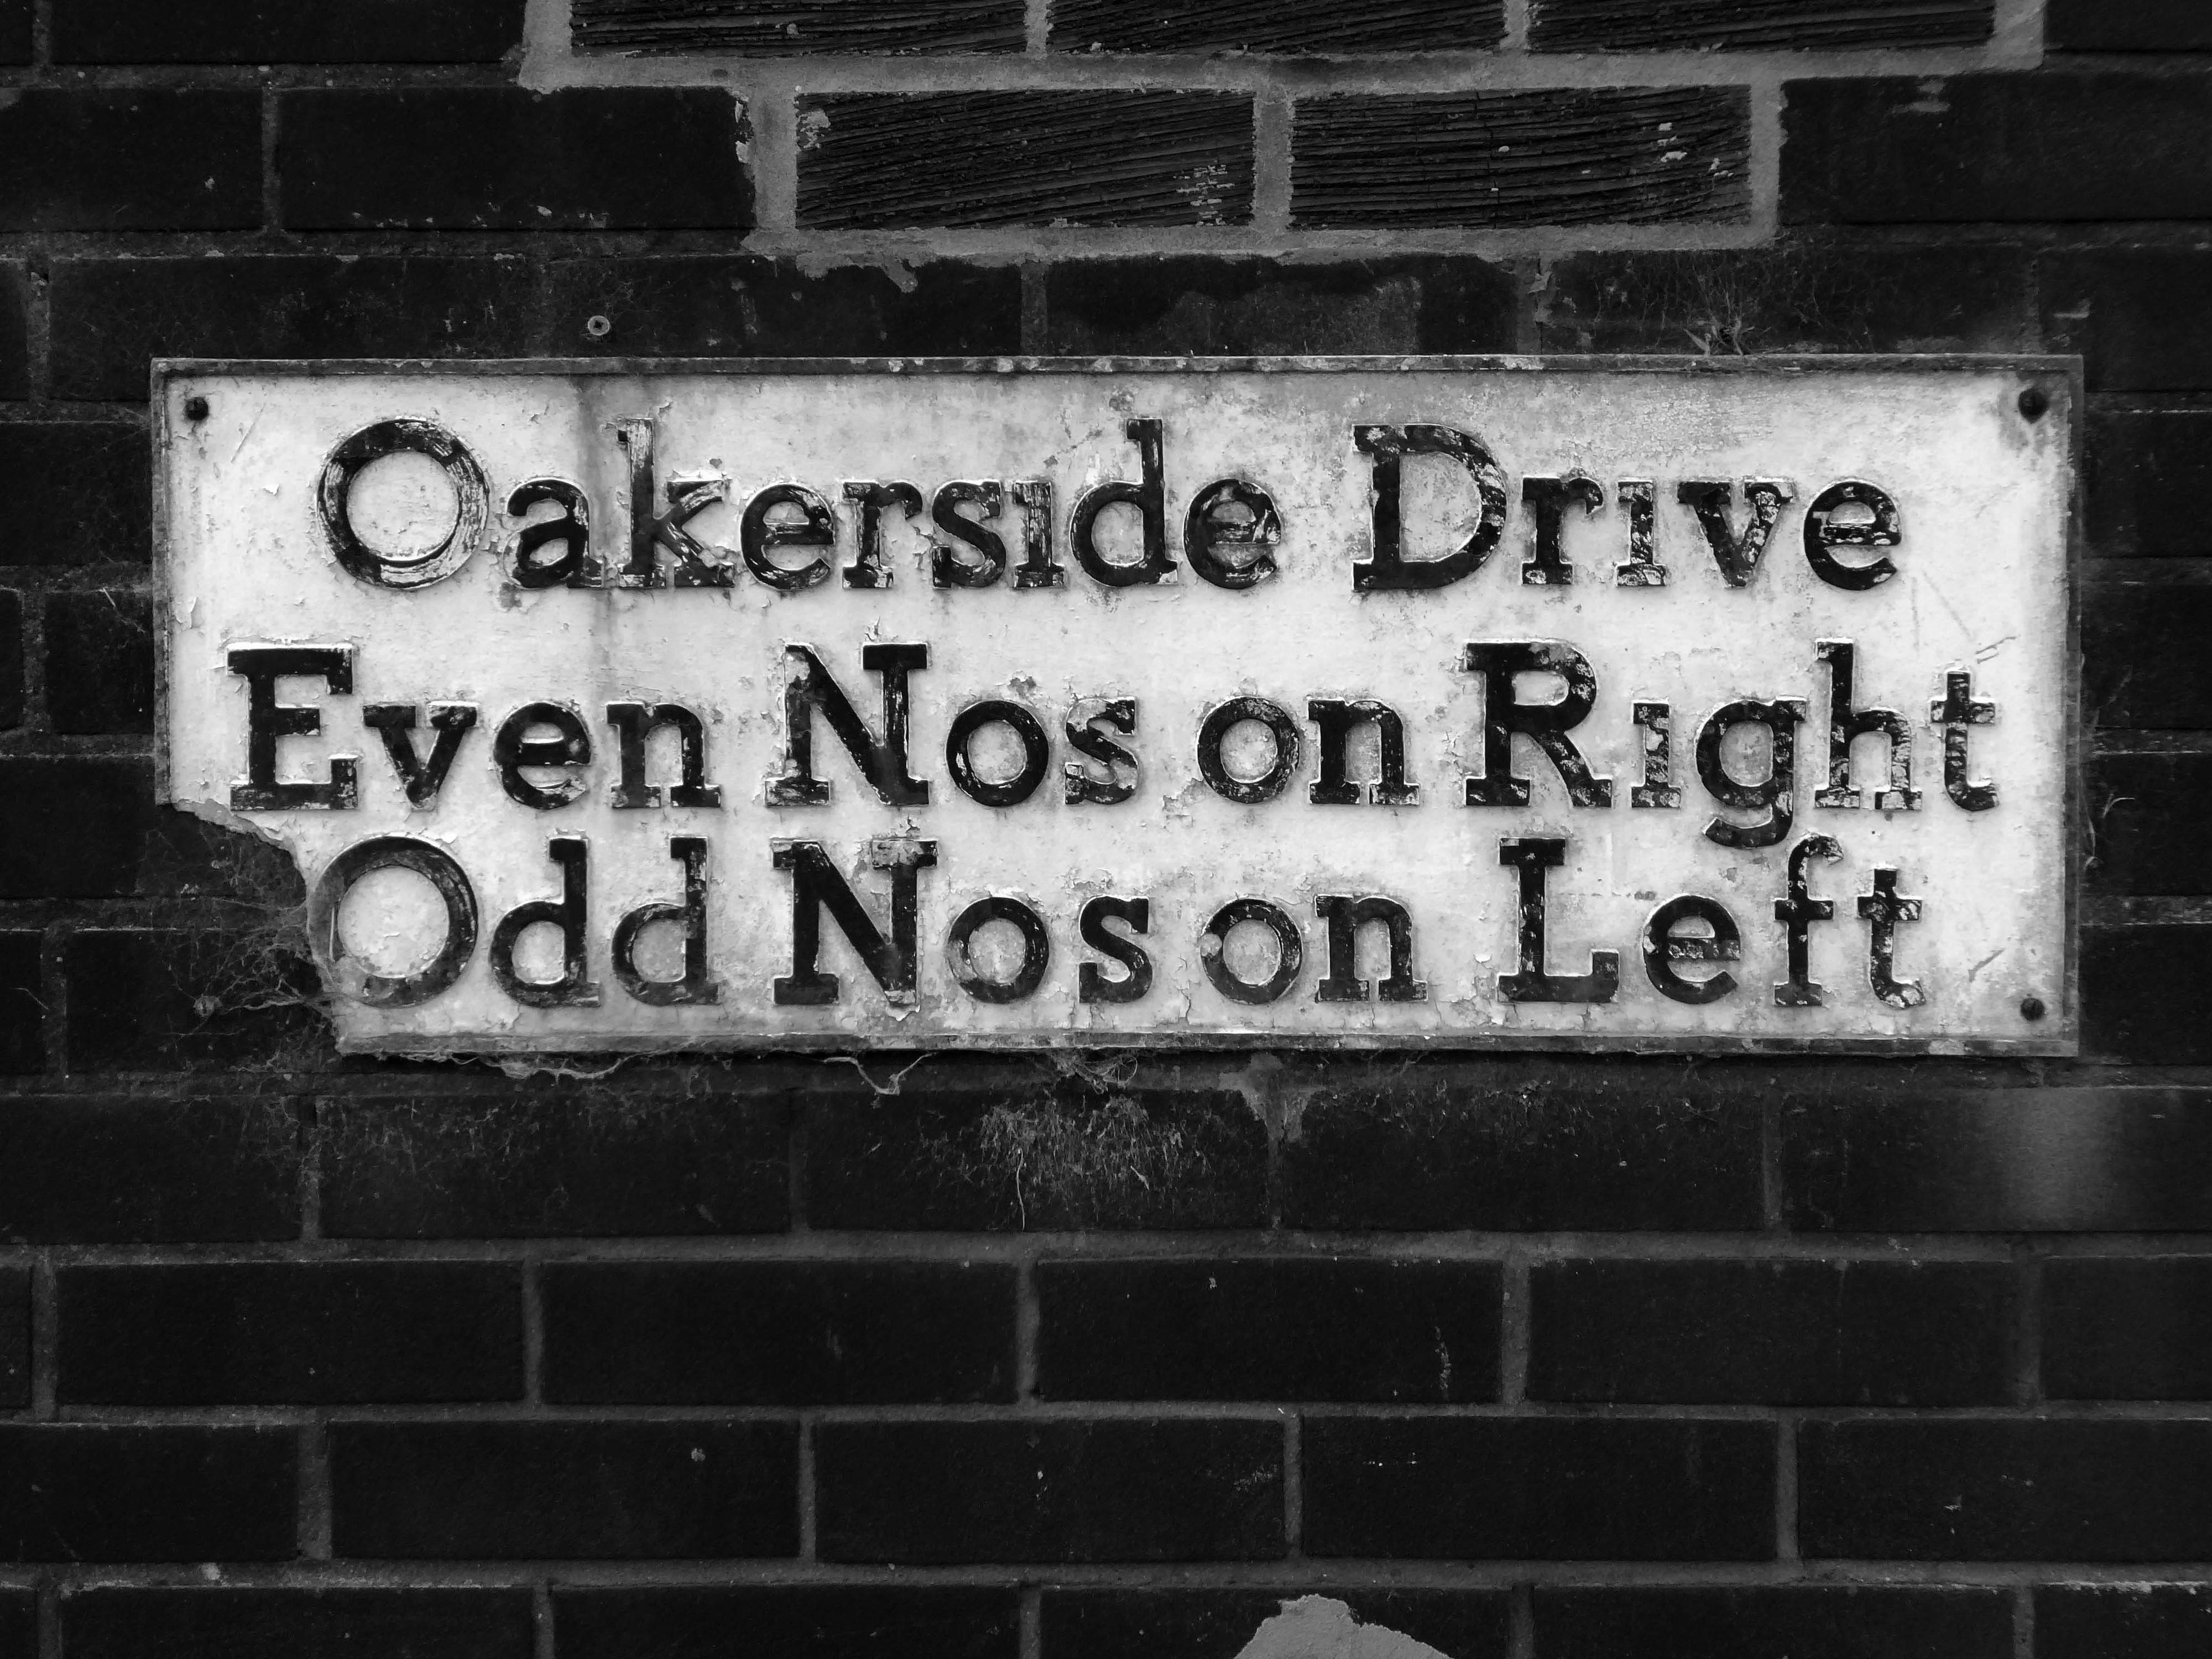 Oakerside Drive
Even Nos on Right
Odd Nos on Left